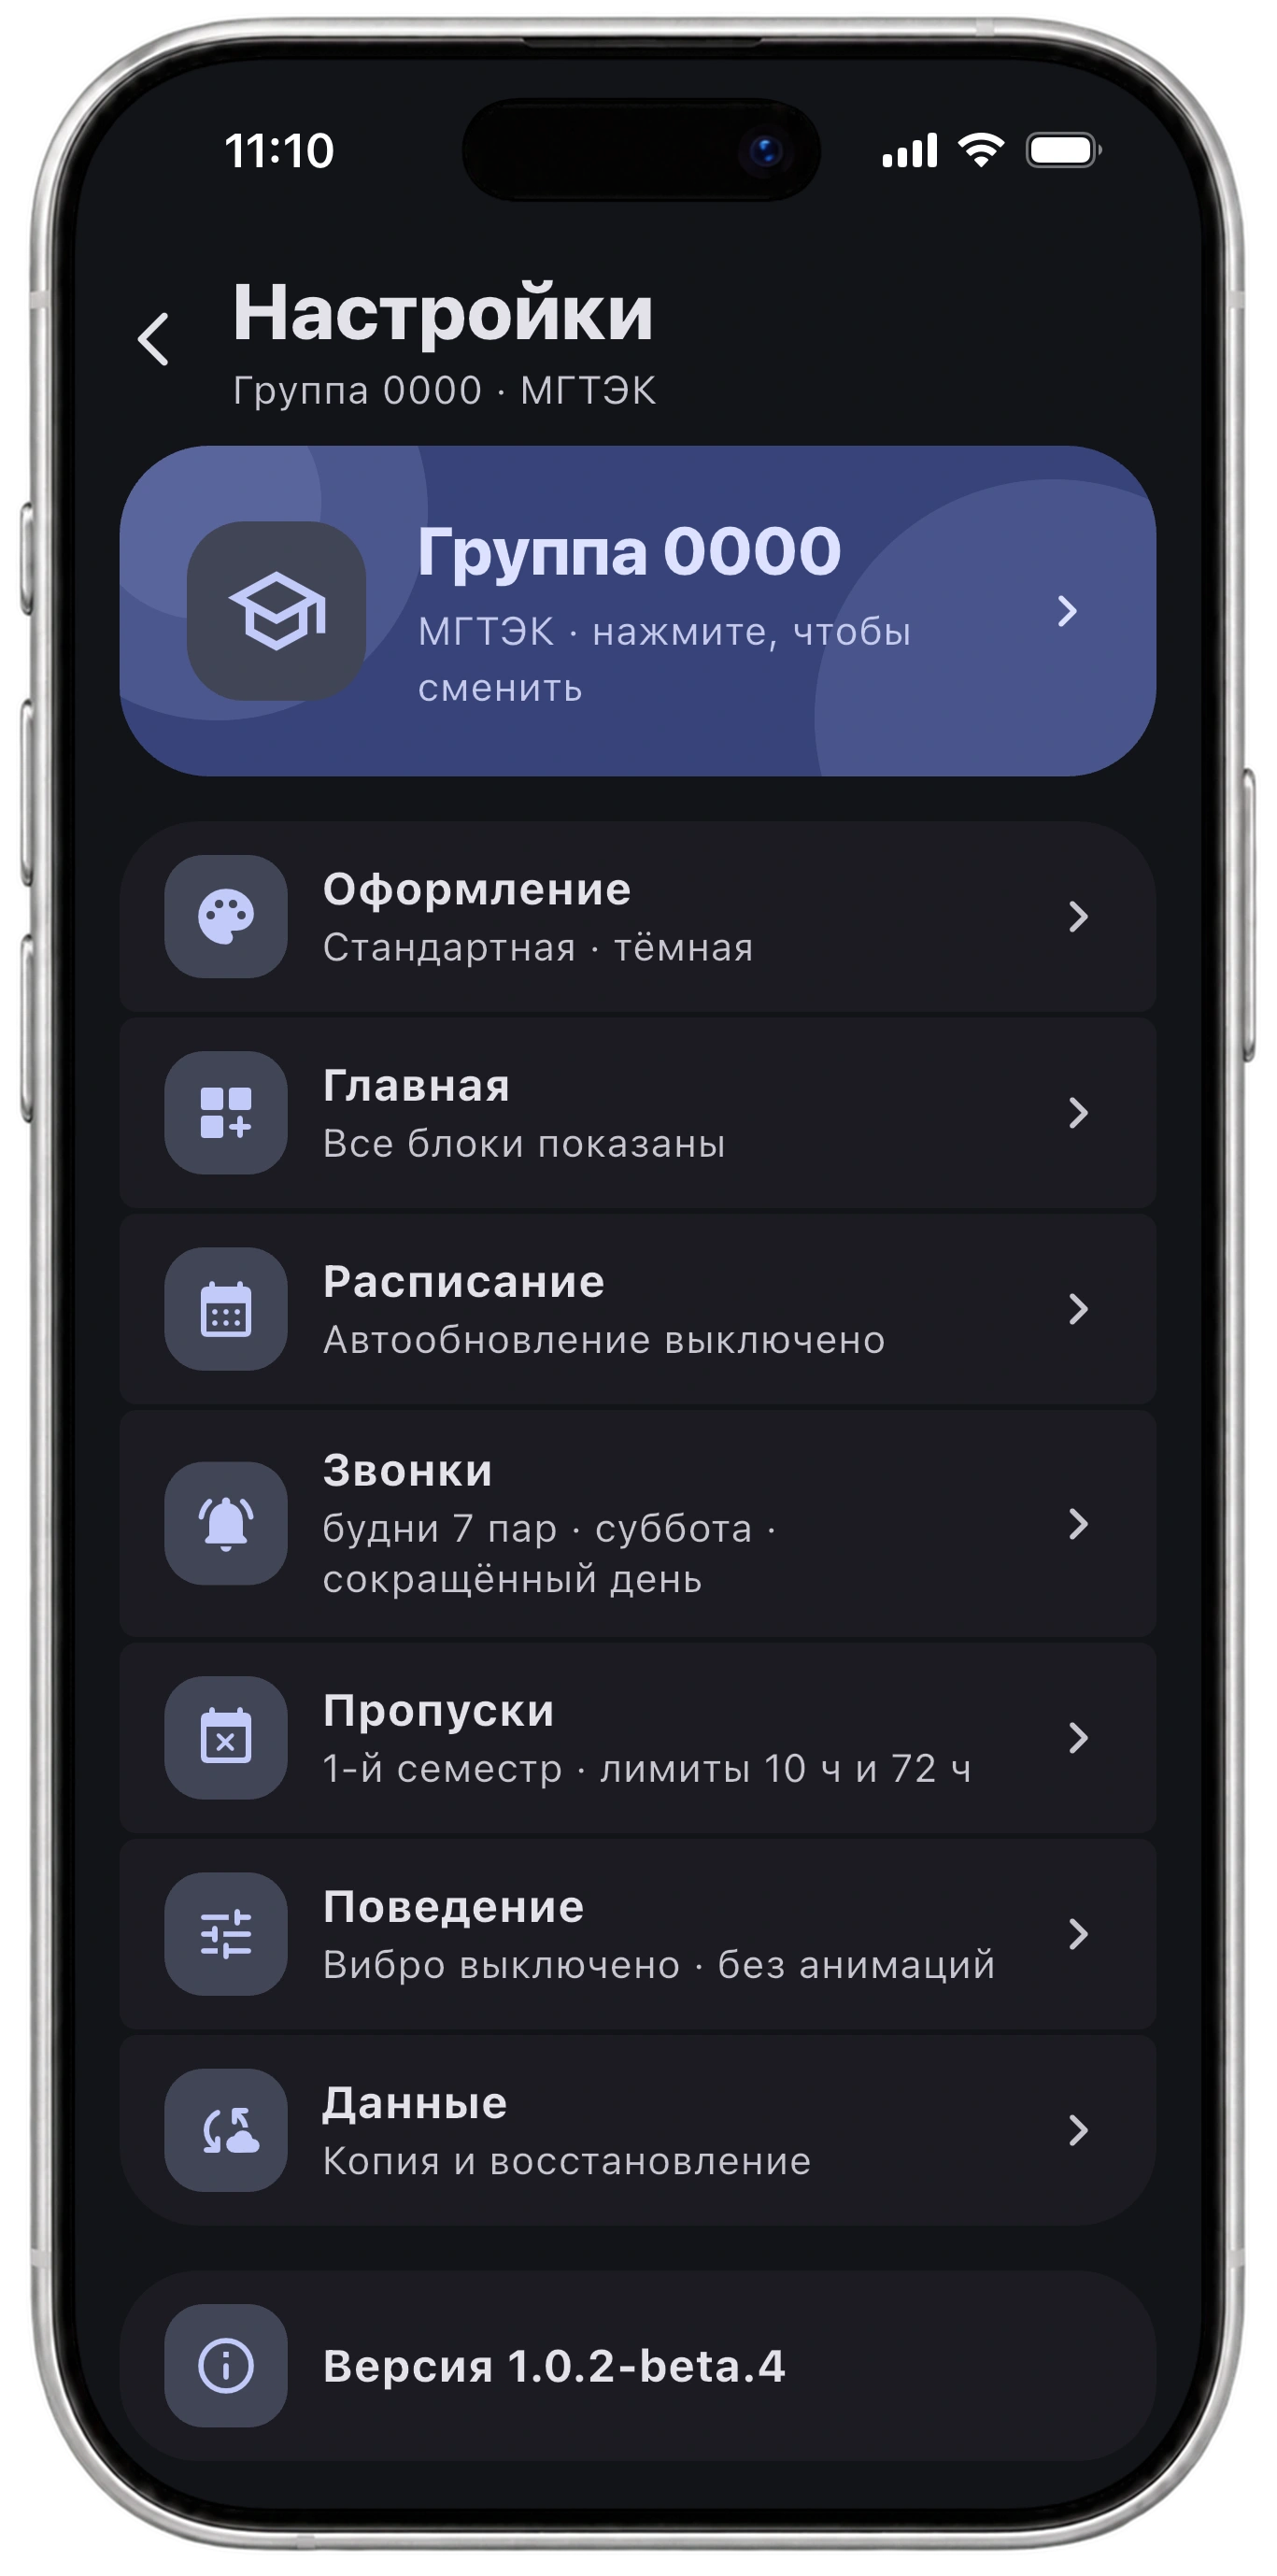 11:10
Настройки
Группа 0000 · МГТЭК
Группа 0000
МГТЭК · нажмите, чтобы
сменить
Оформление
Стандартная · тёмная
Главная
Все блоки показаны
Расписание
Автообновление выключено
Звонки
будни 7 пар · суббота ·
сокращённый день
Пропуски
1-й семестр · лимиты 10 ч и 72 ч
Поведение
Вибро выключено · без анимаций
Данные
Копия и восстановление
Версия 1.0.2-beta.4